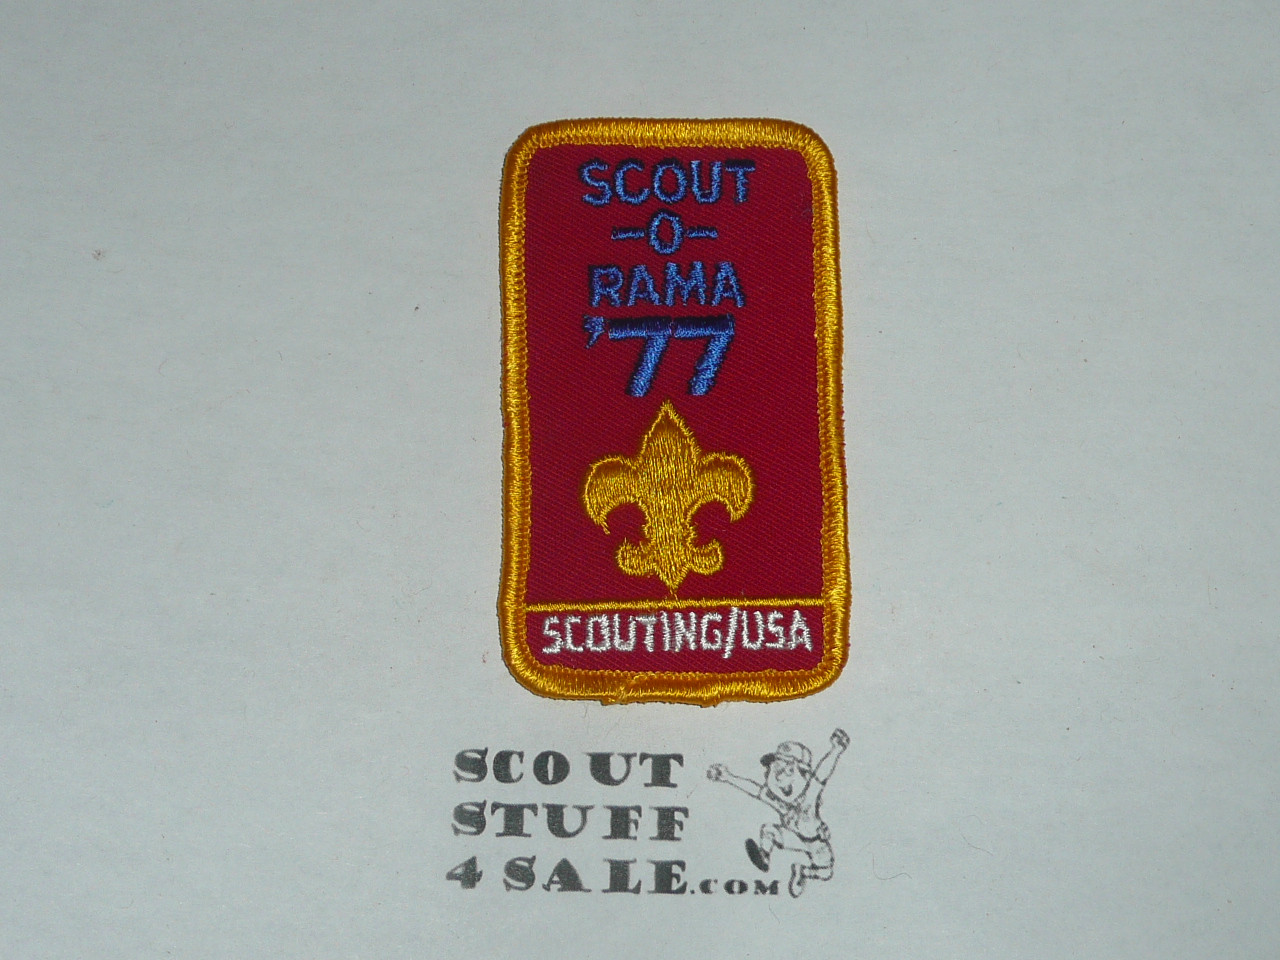 SCOUT
-O-
RAMA
'77
SCOUTING/USA
SCOUT
STUFF
4 SALE.COM